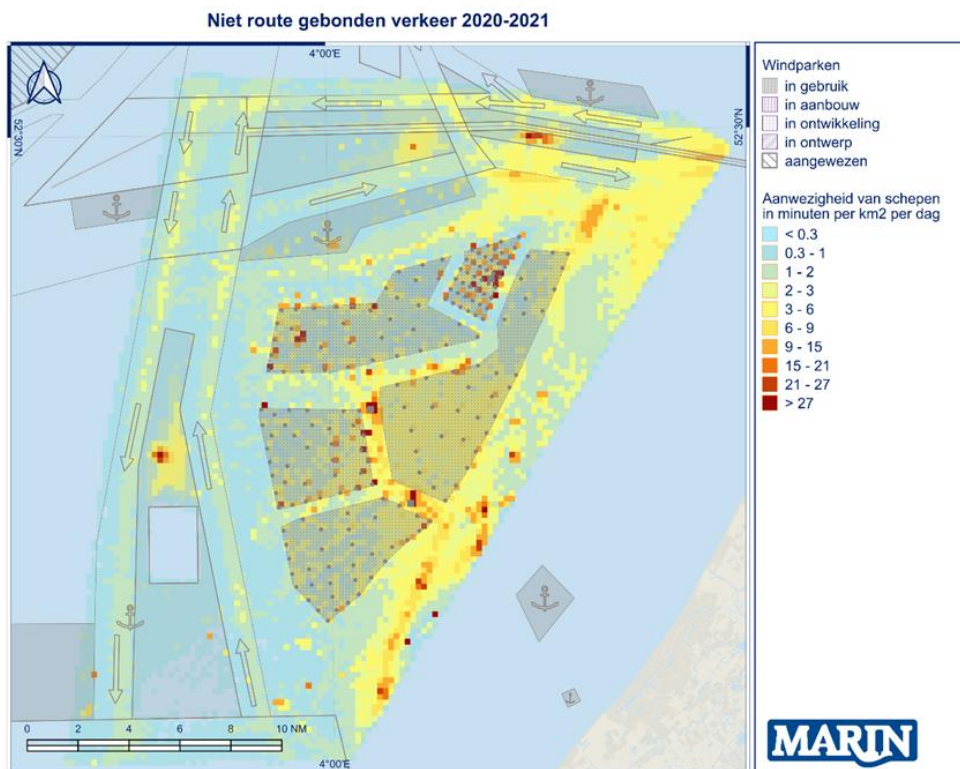 Niet route gebonden verkeer 2020-2021
4°00'E
52°30'N
52°30'N
Windparken
in gebruik
in aanbouw
in ontwikkeling
in ontwerp
aangewezen
Aanwezigheid van schepen
in minuten per km2 per dag
< 0.3
0.3 - 1
1 - 2
2 - 3
3 - 6
6 - 9
9 - 15
15 - 21
21 - 27
> 27
0 2 4 6 8 10 NM
4°00'E
MARIN